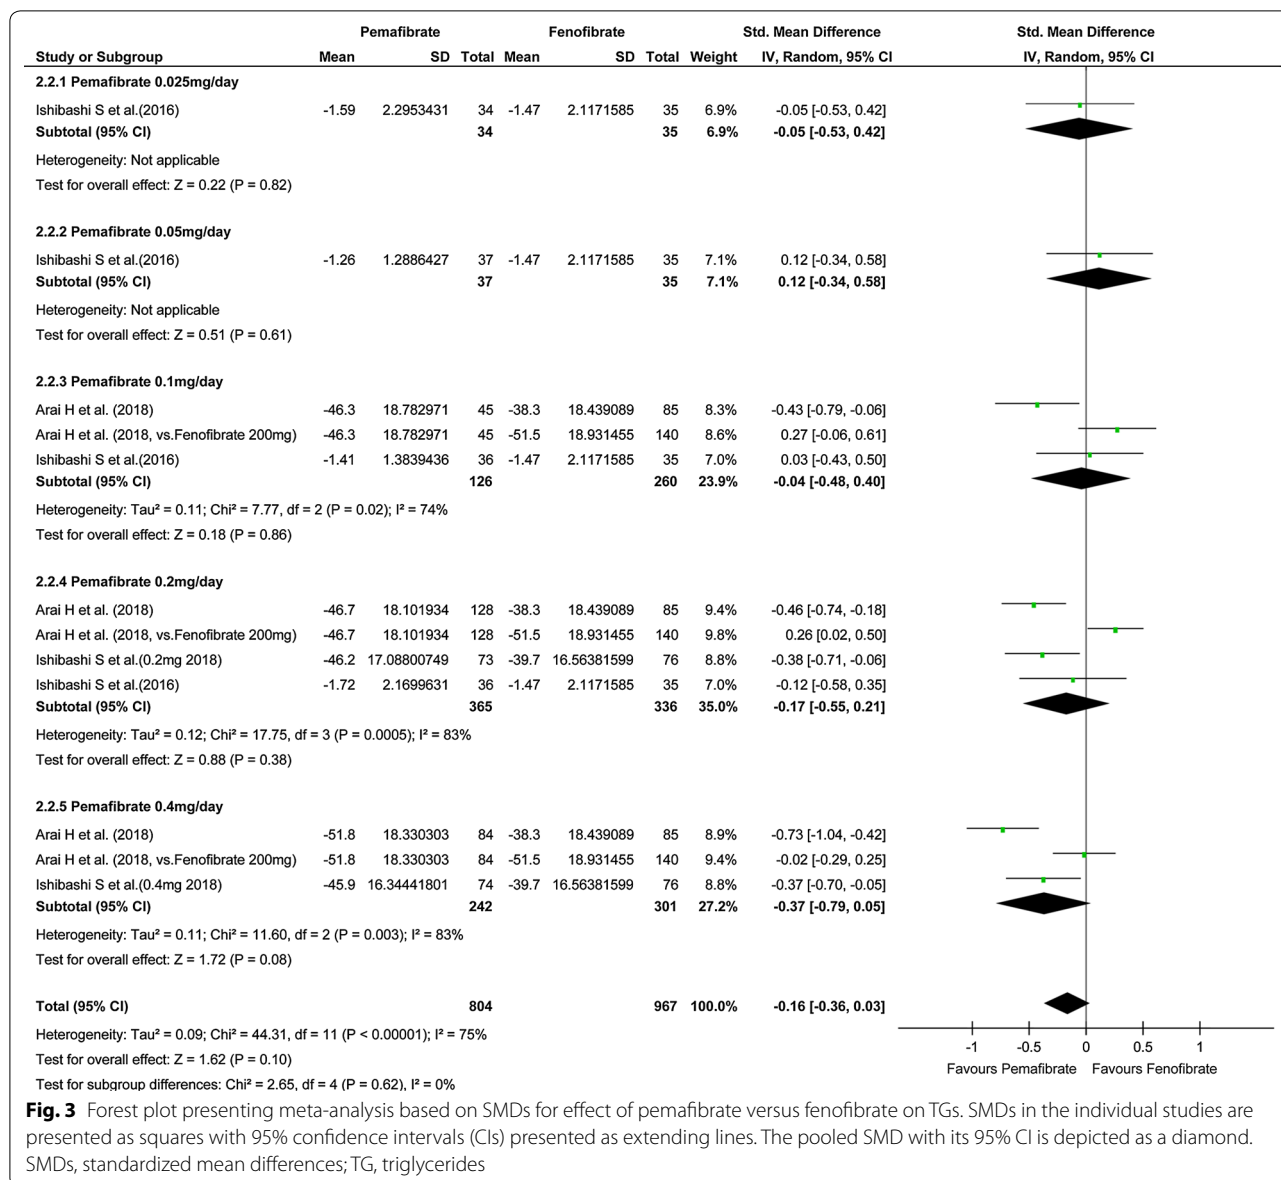 Pemafibrate Fenofibrate Std. Mean Difference Std. Mean Difference
Study or Subgroup Mean SD Total Mean SD Total Weight IV, Random, 95% CI IV, Random, 95% CI
2.2.1 Pemafibrate 0.025mg/day
Ishibashi S et al.(2016) -1.59 2.2953431 34 -1.47 2.1171585 35 6.9% -0.05 [-0.53, 0.42]
Subtotal (95% CI) 34 35 6.9% -0.05 [-0.53, 0.42]
Heterogeneity: Not applicable
Test for overall effect: Z = 0.22 (P = 0.82)
2.2.2 Pemafibrate 0.05mg/day
Ishibashi S et al.(2016) -1.26 1.2886427 37 -1.47 2.1171585 35 7.1% 0.12 [-0.34, 0.58]
Subtotal (95% CI) 37 35 7.1% 0.12 [-0.34, 0.58]
Heterogeneity: Not applicable
Test for overall effect: Z = 0.51 (P = 0.61)
2.2.3 Pemafibrate 0.1mg/day
Arai H et al. (2018) -46.3 18.782971 45 -38.3 18.439089 85 8.3% -0.43 [-0.79, -0.06]
Arai H et al. (2018, vs.Fenofibrate 200mg) -46.3 18.782971 45 -51.5 18.931455 140 8.6% 0.27 [-0.06, 0.61]
Ishibashi S et al.(2016) -1.41 1.3839436 36 -1.47 2.1171585 35 7.0% 0.03 [-0.43, 0.50]
Subtotal (95% CI) 126 260 23.9% -0.04 [-0.48, 0.40]
Heterogeneity: Tau² = 0.11; Chi² = 7.77, df = 2 (P = 0.02); I² = 74%
Test for overall effect: Z = 0.18 (P = 0.86)
2.2.4 Pemafibrate 0.2mg/day
Arai H et al. (2018) -46.7 18.101934 128 -38.3 18.439089 85 9.4% -0.46 [-0.74, -0.18]
Arai H et al. (2018, vs.Fenofibrate 200mg) -46.7 18.101934 128 -51.5 18.931455 140 9.8% 0.26 [0.02, 0.50]
Ishibashi S et al.(0.2mg 2018) -46.2 17.08800749 73 -39.7 16.56381599 76 8.8% -0.38 [-0.71, -0.06]
Ishibashi S et al.(2016) -1.72 2.1699631 36 -1.47 2.1171585 35 7.0% -0.12 [-0.58, 0.35]
Subtotal (95% CI) 365 336 35.0% -0.17 [-0.55, 0.21]
Heterogeneity: Tau² = 0.12; Chi² = 17.75, df = 3 (P = 0.0005); I² = 83%
Test for overall effect: Z = 0.88 (P = 0.38)
2.2.5 Pemafibrate 0.4mg/day
Arai H et al. (2018) -51.8 18.330303 84 -38.3 18.439089 85 8.9% -0.73 [-1.04, -0.42]
Arai H et al. (2018, vs.Fenofibrate 200mg) -51.8 18.330303 84 -51.5 18.931455 140 9.4% -0.02 [-0.29, 0.25]
Ishibashi S et al.(0.4mg 2018) -45.9 16.34441801 74 -39.7 16.56381599 76 8.8% -0.37 [-0.70, -0.05]
Subtotal (95% CI) 242 301 27.2% -0.37 [-0.79, 0.05]
Heterogeneity: Tau² = 0.11; Chi² = 11.60, df = 2 (P = 0.003); I² = 83%
Test for overall effect: Z = 1.72 (P = 0.08)
Total (95% CI) 804 967 100.0% -0.16 [-0.36, 0.03]
Heterogeneity: Tau² = 0.09; Chi² = 44.31, df = 11 (P < 0.00001); I² = 75%
Test for overall effect: Z = 1.62 (P = 0.10)
Test for subgroup differences: Chi² = 2.65, df = 4 (P = 0.62), I² = 0%
-1 -0.5 0 0.5 1
Favours Pemafibrate Favours Fenofibrate
Fig. 3 Forest plot presenting meta-analysis based on SMDs for effect of pemafibrate versus fenofibrate on TGs. SMDs in the individual studies are
presented as squares with 95% confidence intervals (CIs) presented as extending lines. The pooled SMD with its 95% CI is depicted as a diamond.
SMDs, standardized mean differences; TG, triglycerides